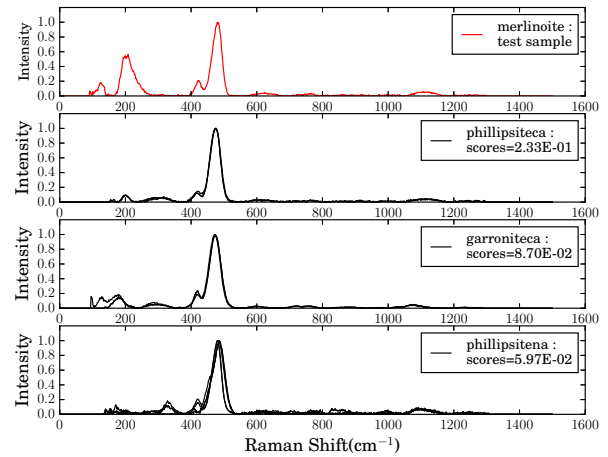 merlinoite :
test sample
Intensity
1.0
0.8
0.6
0.4
0.2
0.0
0 200 400 600 800 1000 1200 1400 1600
phillipsiteca :
scores=2.33E-01
Intensity
1.0
0.8
0.6
0.4
0.2
0.0
0 200 400 600 800 1000 1200 1400 1600
garroniteca :
scores=8.70E-02
Intensity
1.0
0.8
0.6
0.4
0.2
0.0
0 200 400 600 800 1000 1200 1400 1600
phillipsitena :
scores=5.97E-02
Intensity
1.0
0.8
0.6
0.4
0.2
0.0
0 200 400 600 800 1000 1200 1400 1600
Raman Shift(cm⁻¹)